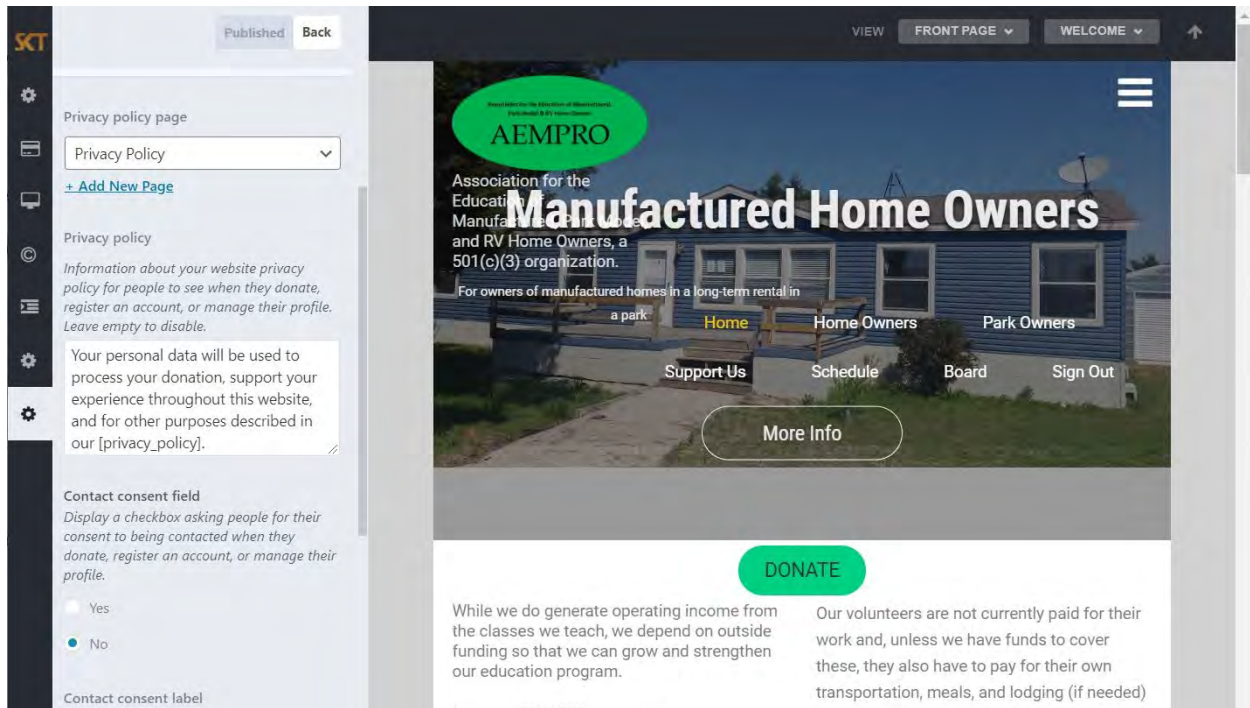 SKT
Published Back
Privacy policy page
Privacy Policy
+ Add New Page
Privacy policy
Information about your website privacy
policy for people to see when they donate,
register an account, or manage their profile.
Leave empty to disable.
Your personal data will be used to
process your donation, support your
experience throughout this website,
and for other purposes described in
our [privacy_policy].
Contact consent field
Display a checkbox asking people for their
consent to being contacted when they
donate, register an account, or manage their
profile.
Yes
No
Contact consent label
VIEW FRONT PAGE WELCOME
AEMPRO
Association for the
Education of
Manufactured, Park Model,
and RV Home Owners, a
501(c)(3) organization.
Manufactured Home Owners
For owners of manufactured homes in a long-term rental in
a park
Home Home Owners Park Owners
Support Us Schedule Board Sign Out
More Info
DONATE
While we do generate operating income from
the classes we teach, we depend on outside
funding so that we can grow and strengthen
our education program.
Our volunteers are not currently paid for their
work and, unless we have funds to cover
these, they also have to pay for their own
transportation, meals, and lodging (if needed)